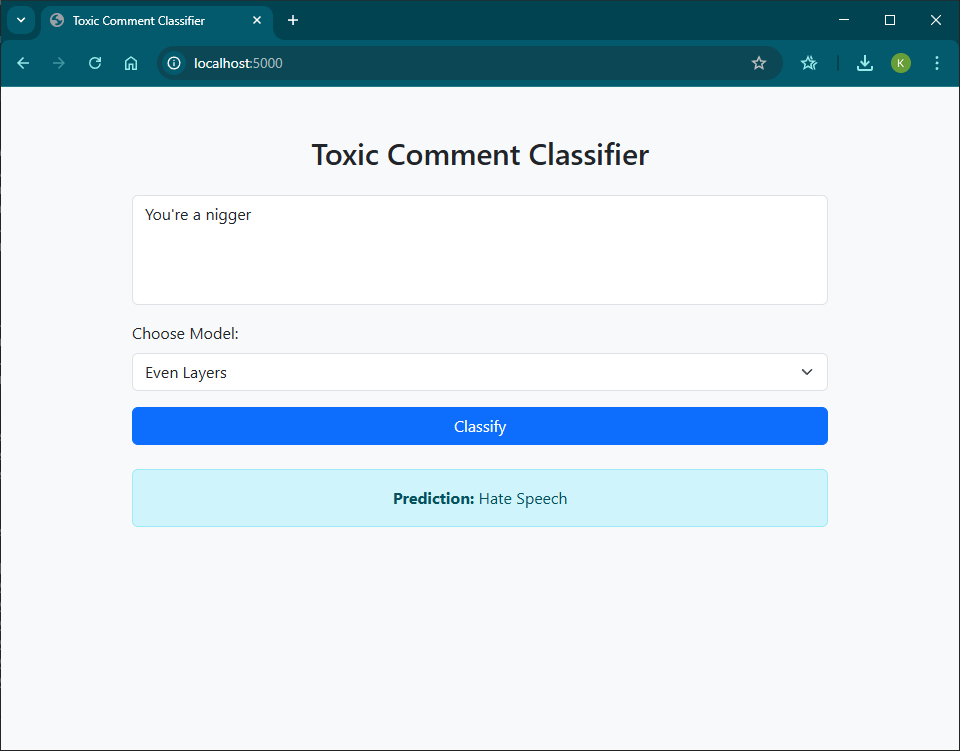 Toxic Comment Classifier
localhost:5000
K
Toxic Comment Classifier
You're a nigger
Choose Model:
Even Layers
Classify
Prediction: Hate Speech